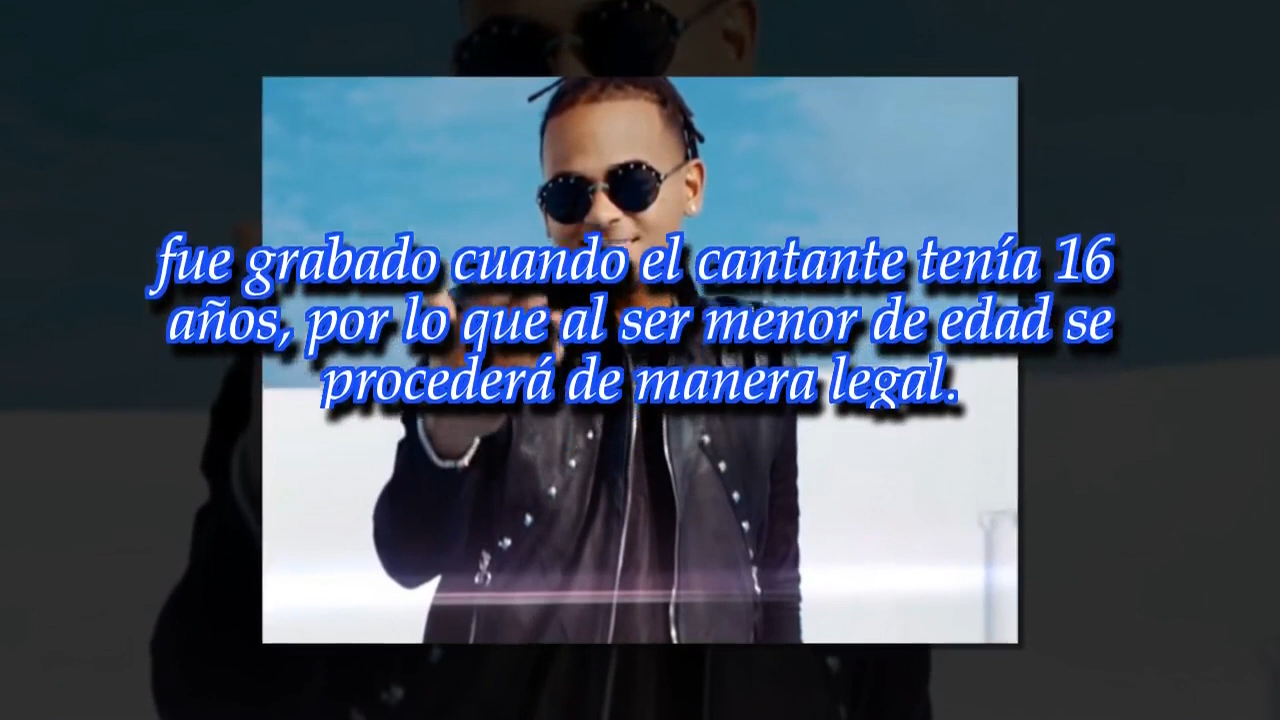 fue grabado cuando el cantante tenía 16
años, por lo que al ser menor de edad se
procederá de manera legal.